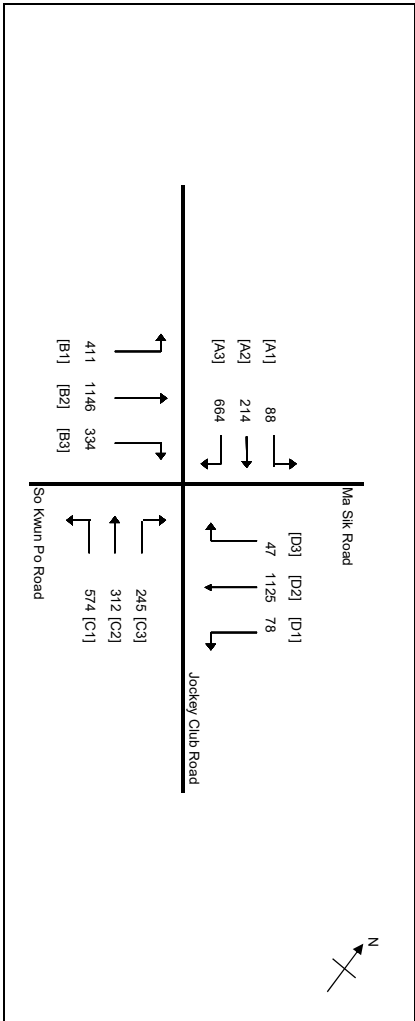 N
Ma Sik Road
[D3] [D2] [D1]
47 1125 78
[A1] 88
[A2] 214
[A3] 664
Jockey Club Road
245 [C3]
312 [C2]
574 [C1]
411 1146 334
[B1] [B2] [B3]
So Kwun Po Road